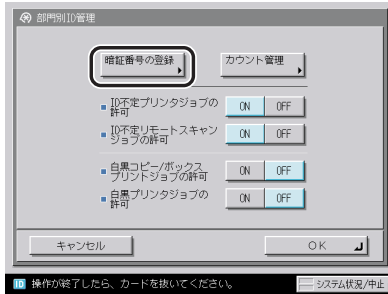 部門別ID管理
暗証番号の登録
カウント管理
ID不定プリンタジョブの
許可
ON OFF
ID不定リモートスキャン
ジョブの許可
ON OFF
白黒コピー/ボックス
プリントジョブの許可
ON OFF
白黒プリンタジョブの
許可
ON OFF
キャンセル
OK
ID 操作が終了したら、カードを抜いてください。
システム状況/中止